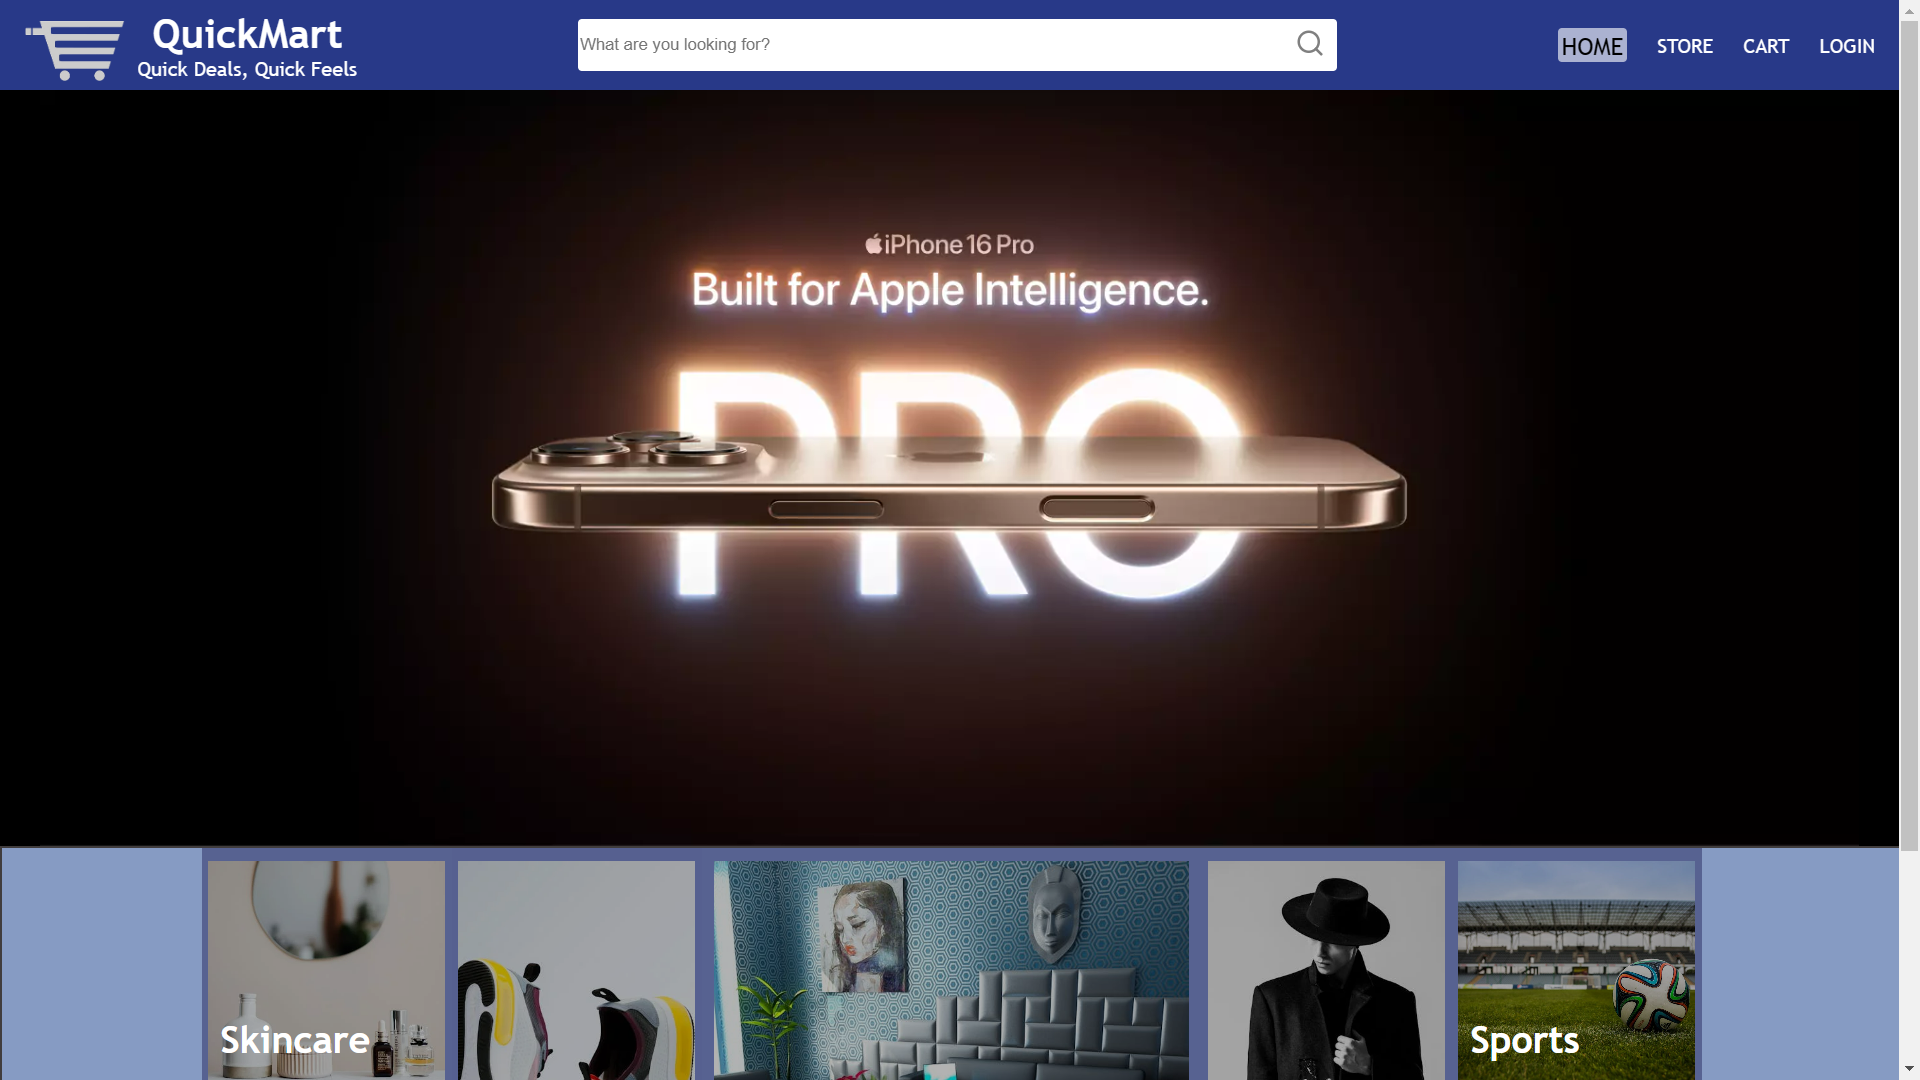 QuickMart
Quick Deals, Quick Feels
What are you looking for?
HOME STORE CART LOGIN
iPhone 16 Pro
Built for Apple Intelligence.
PRO
Skincare
Sports